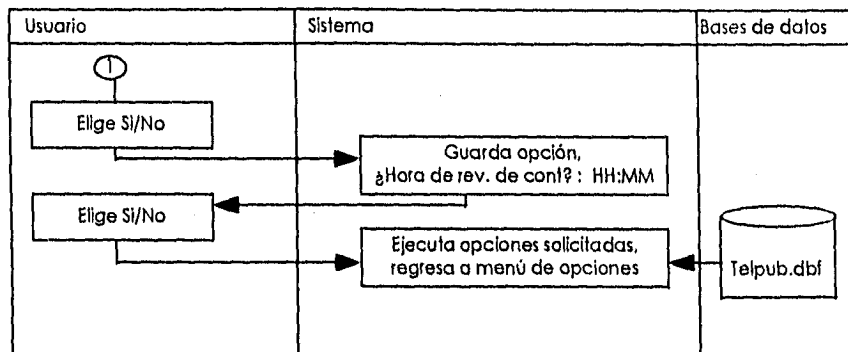 Usuario
Sistema
Bases de datos
1
Elige Si/No
Guarda opción,
¿Hora de rev. de cont? : HH:MM
Elige Si/No
Ejecuta opciones solicitadas,
regresa a menú de opciones
Telpub.dbf